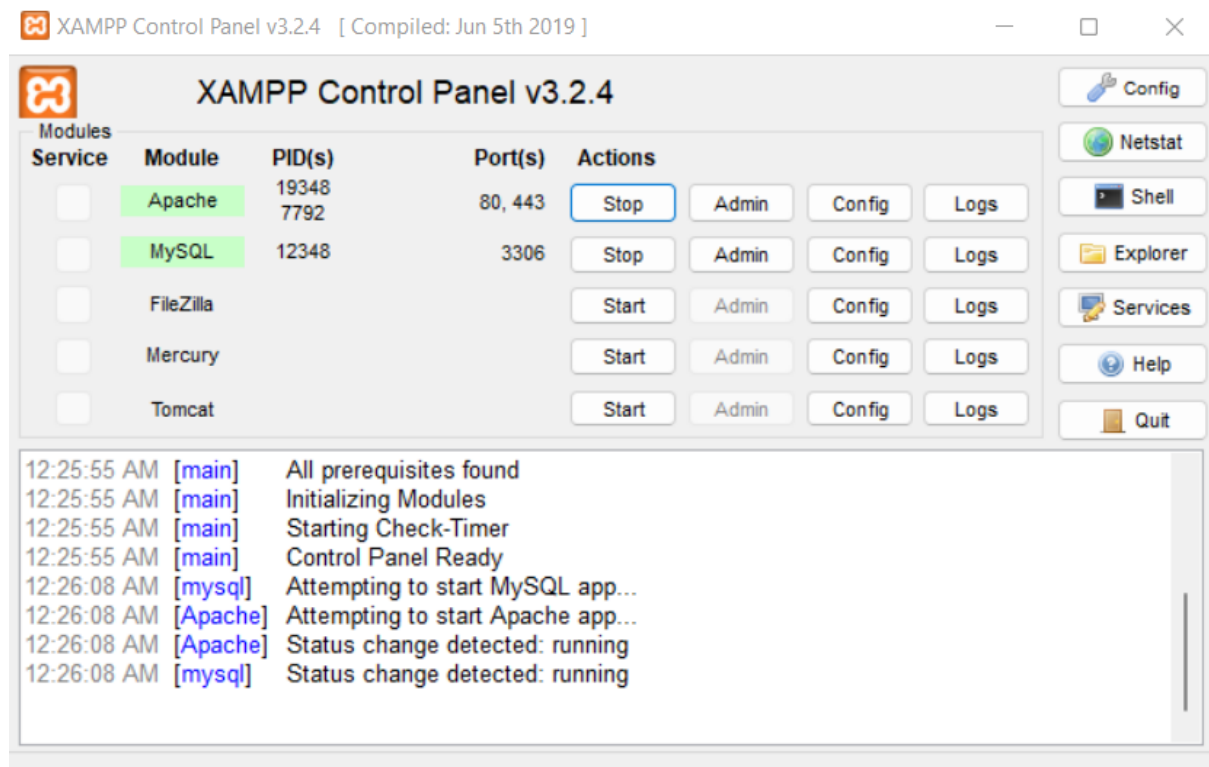 XAMPP Control Panel v3.2.4 [ Compiled: Jun 5th 2019 ]
XAMPP Control Panel v3.2.4
Config
Modules
Netstat
Service Module PID(s) Port(s) Actions
Apache 19348 7792 80, 443 Stop Admin Config Logs
Shell
MySQL 12348 3306 Stop Admin Config Logs
Explorer
FileZilla Start Admin Config Logs
Services
Mercury Start Admin Config Logs
Help
Tomcat Start Admin Config Logs
Quit
12:25:55 AM [main] All prerequisites found
12:25:55 AM [main] Initializing Modules
12:25:55 AM [main] Starting Check-Timer
12:25:55 AM [main] Control Panel Ready
12:26:08 AM [mysql] Attempting to start MySQL app...
12:26:08 AM [Apache] Attempting to start Apache app...
12:26:08 AM [Apache] Status change detected: running
12:26:08 AM [mysql] Status change detected: running